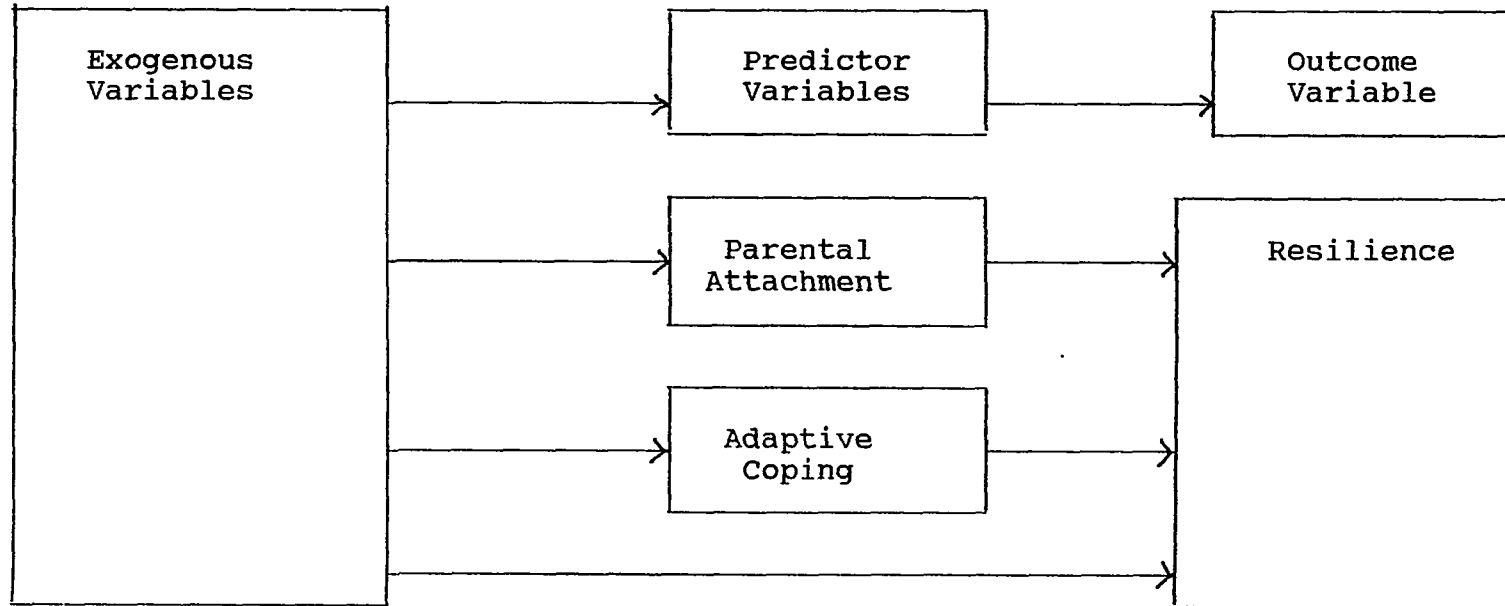 Exogenous
Variables
Predictor
Variables
Outcome
Variable
Parental
Attachment
Resilience
Adaptive
Coping